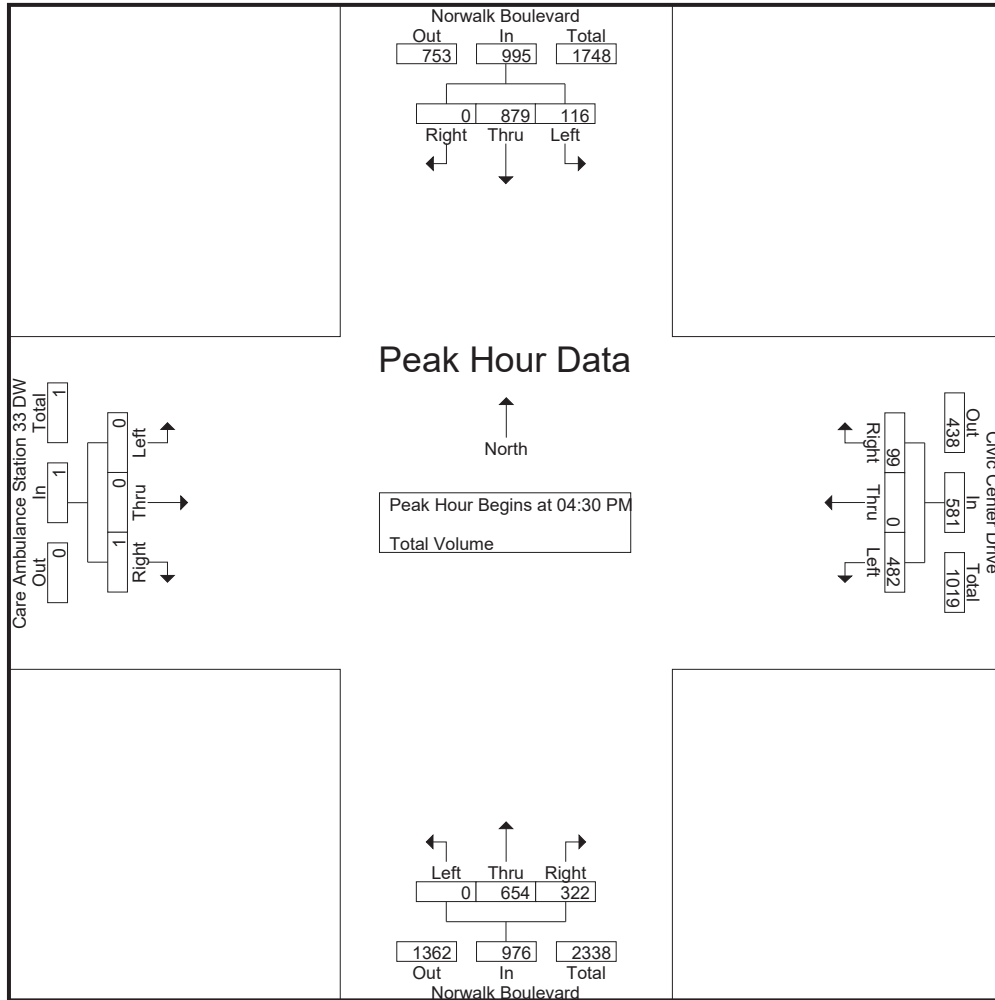 Norwalk Boulevard
Out In Total
753 995 1748
0 879 116
Right Thru Left
Peak Hour Data
North
Peak Hour Begins at 04:30 PM
Total Volume
Care Ambulance Station 33 DW
Total In Out
1 1 0
0 0 1
Left Thru Right
Civic Center Drive
Out In Total
438 581 1019
99 0 482
Right Thru Left
Left Thru Right
0 654 322
1362 976 2338
Out In Total
Norwalk Boulevard